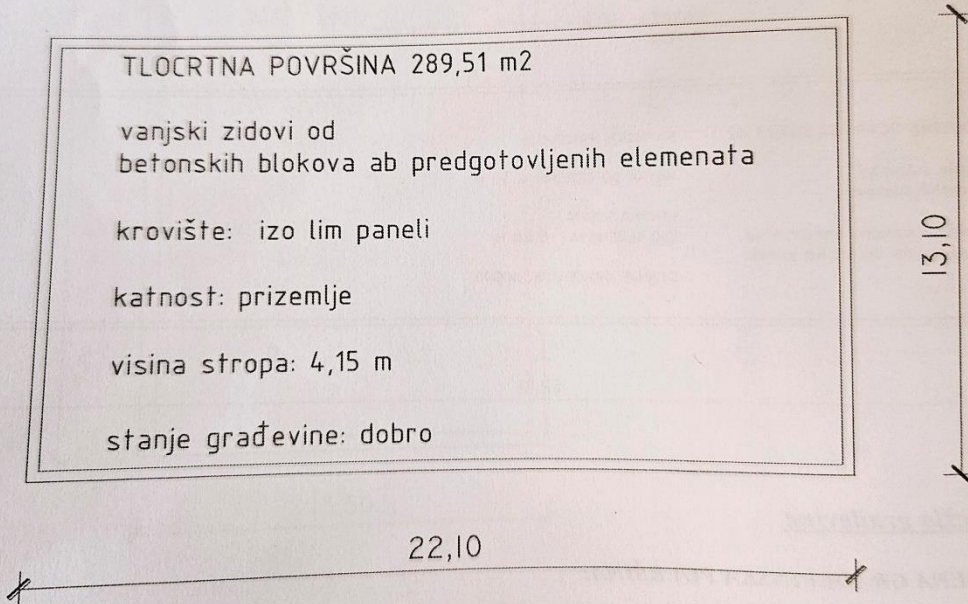 TLOCRTNA POVRŠINA 289,51 m2
vanjski zidovi od
betonskih blokova ab predgotovljenih elemenata
krovište: izo lim paneli
katnost: prizemlje
visina stropa: 4,15 m
stanje građevine: dobro
13,10
22,10